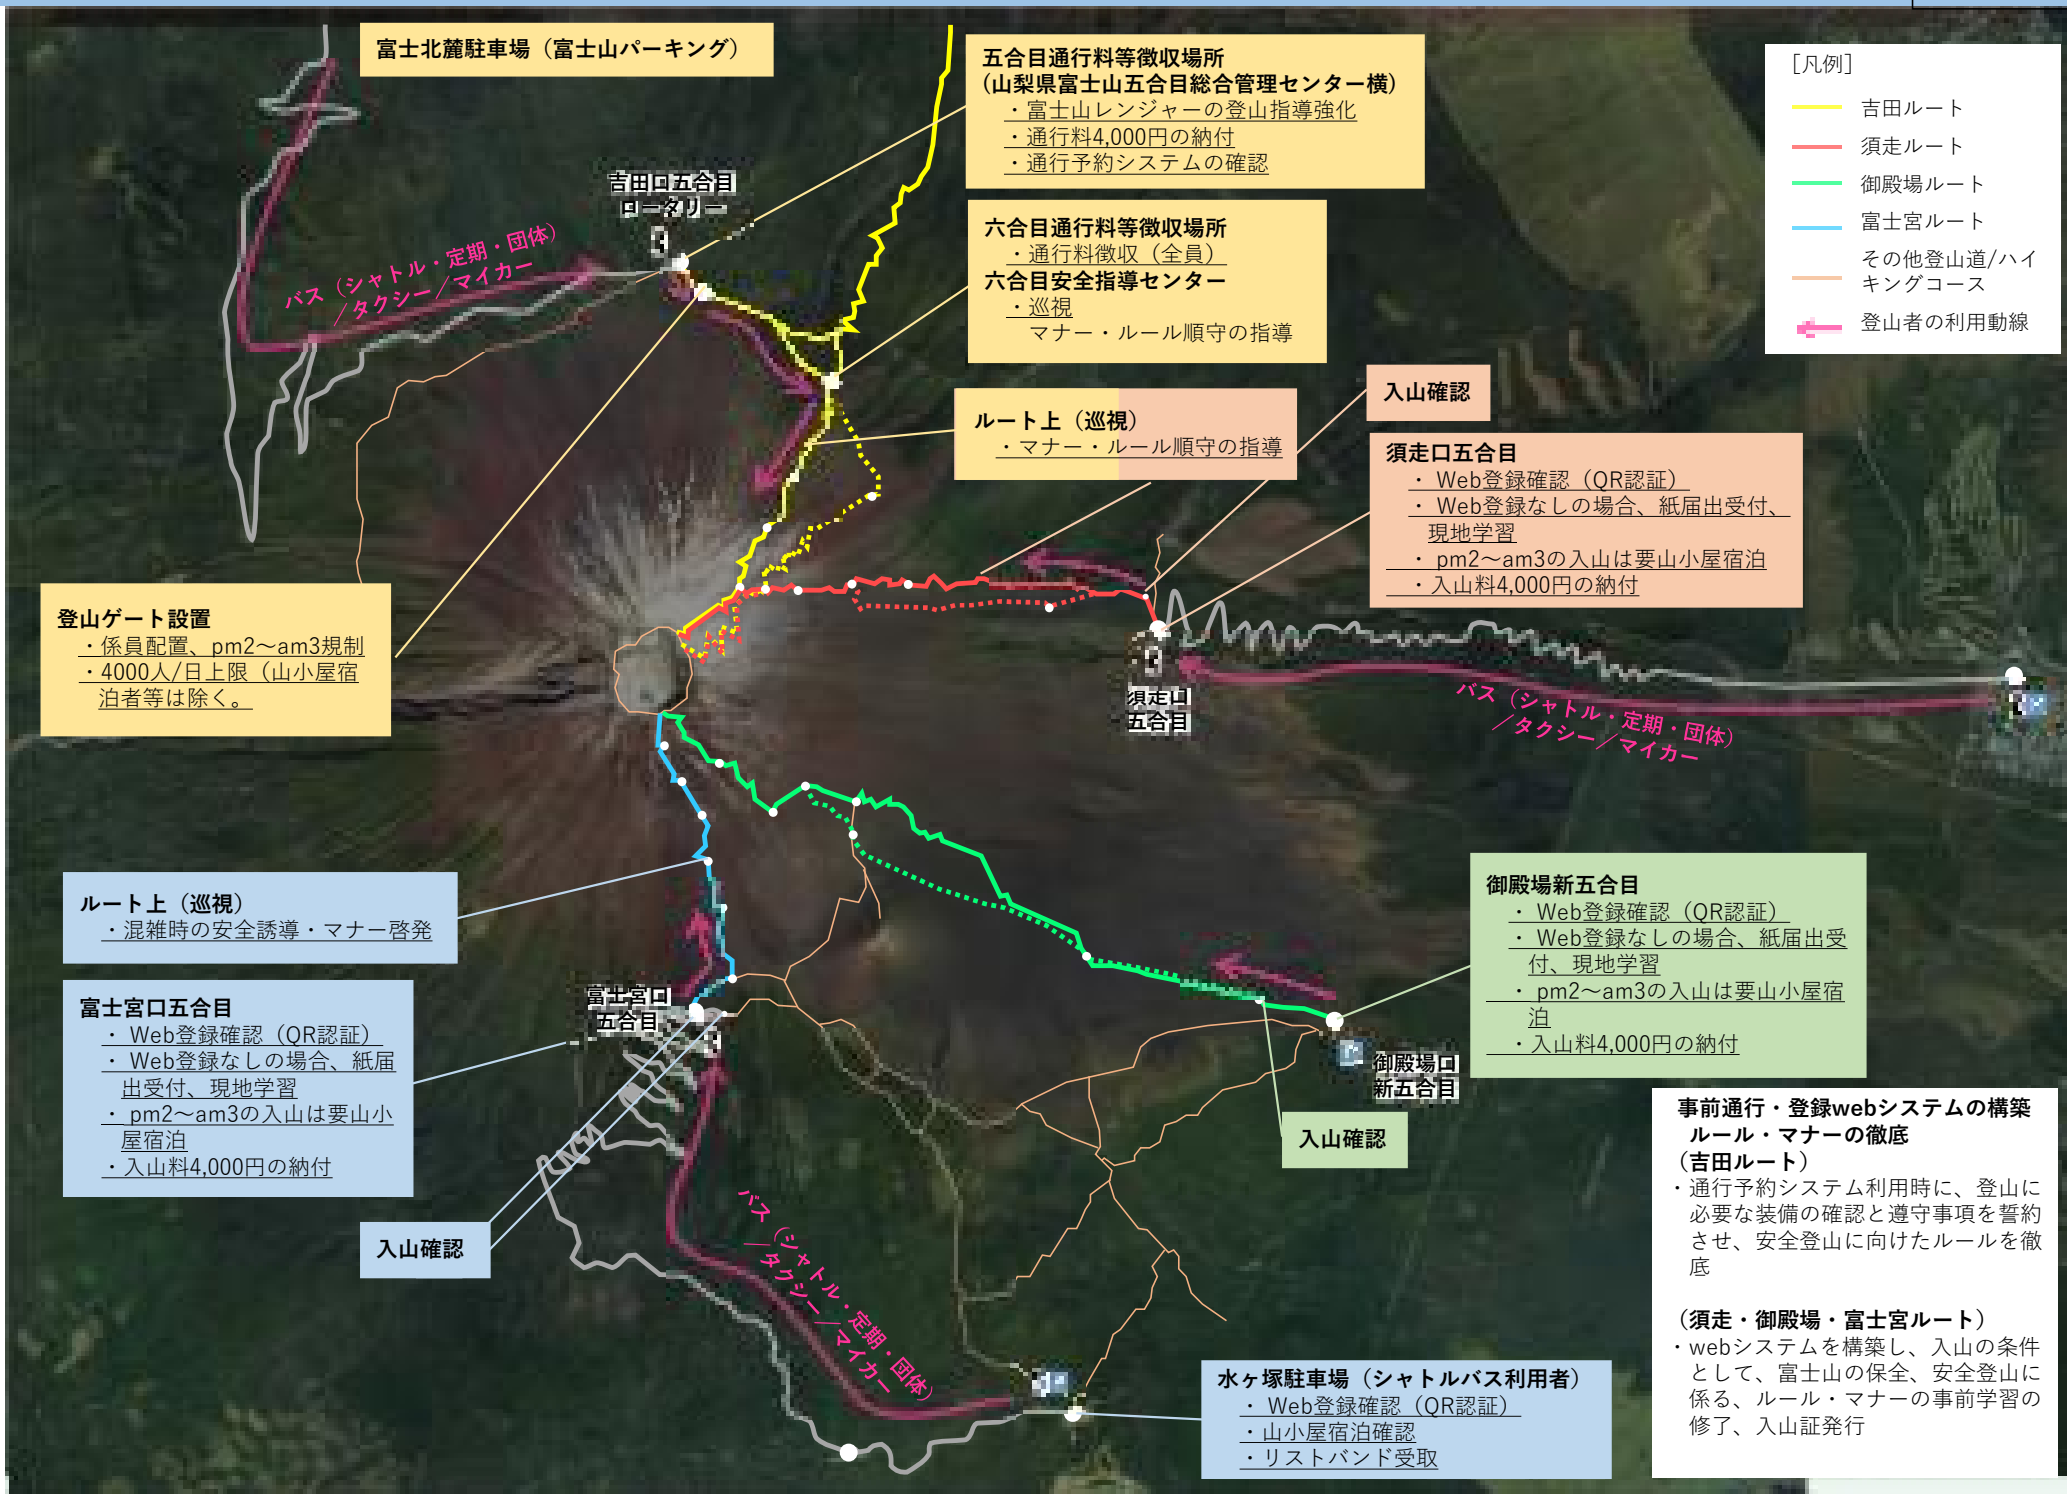 富士北麓駐車場（富士山パーキング）
五合目通行料等徴収場所
(山梨県富士山五合目総合管理センター横)
・富士山レンジャーの登山指導強化
・通行料4,000円の納付
・通行予約システムの確認
[凡例]
吉田ルート
須走ルート
御殿場ルート
富士宮ルート
その他登山道/ハイ
キングコース
登山者の利用動線
吉田口五合目
ロータリー
六合目通行料等徴収場所
・通行料徴収（全員）
六合目安全指導センター
・巡視
マナー・ルール順守の指導
バス（シャトル・定期・団体）
／タクシー／マイカー
入山確認
ルート上（巡視）
・マナー・ルール順守の指導
須走口五合目
・ Web登録確認（QR認証）
・ Web登録なしの場合、紙届出受付、
現地学習
・ pm2～am3の入山は要山小屋宿泊
・入山料4,000円の納付
登山ゲート設置
・係員配置、pm2～am3規制
・4000人/日上限（山小屋宿
泊者等は除く。
須走口
五合目
バス（シャトル・定期・団体）
／タクシー／マイカー
ルート上（巡視）
・混雑時の安全誘導・マナー啓発
御殿場新五合目
・ Web登録確認（QR認証）
・ Web登録なしの場合、紙届出受
付、現地学習
・ pm2～am3の入山は要山小屋宿
泊
・入山料4,000円の納付
富士宮口五合目
・ Web登録確認（QR認証）
・ Web登録なしの場合、紙届
出受付、現地学習
・ pm2～am3の入山は要山小
屋宿泊
・入山料4,000円の納付
富士宮口
五合目
御殿場口
新五合目
入山確認
入山確認
バス（シャトル・定期・団体）
／タクシー／マイカー
事前通行・登録webシステムの構築
ルール・マナーの徹底
（吉田ルート）
・通行予約システム利用時に、登山に
必要な装備の確認と遵守事項を誓約
させ、安全登山に向けたルールを徹
底
（須走・御殿場・富士宮ルート）
・webシステムを構築し、入山の条件
として、富士山の保全、安全登山に
係る、ルール・マナーの事前学習の
修了、入山証発行
水ヶ塚駐車場（シャトルバス利用者）
・ Web登録確認（QR認証）
・山小屋宿泊確認
・リストバンド受取